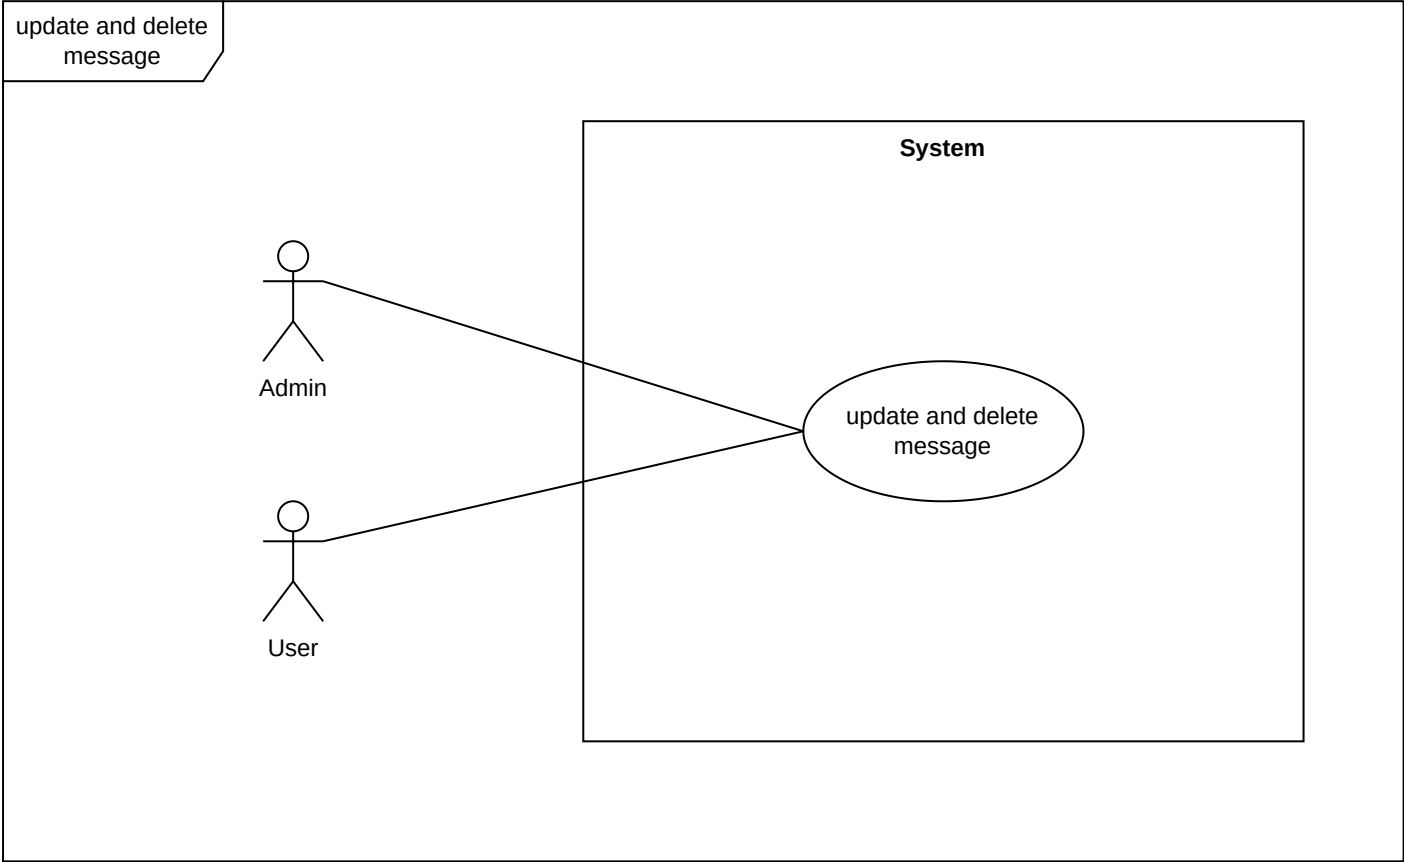 update and delete
message
System
Admin
update and delete
message
User